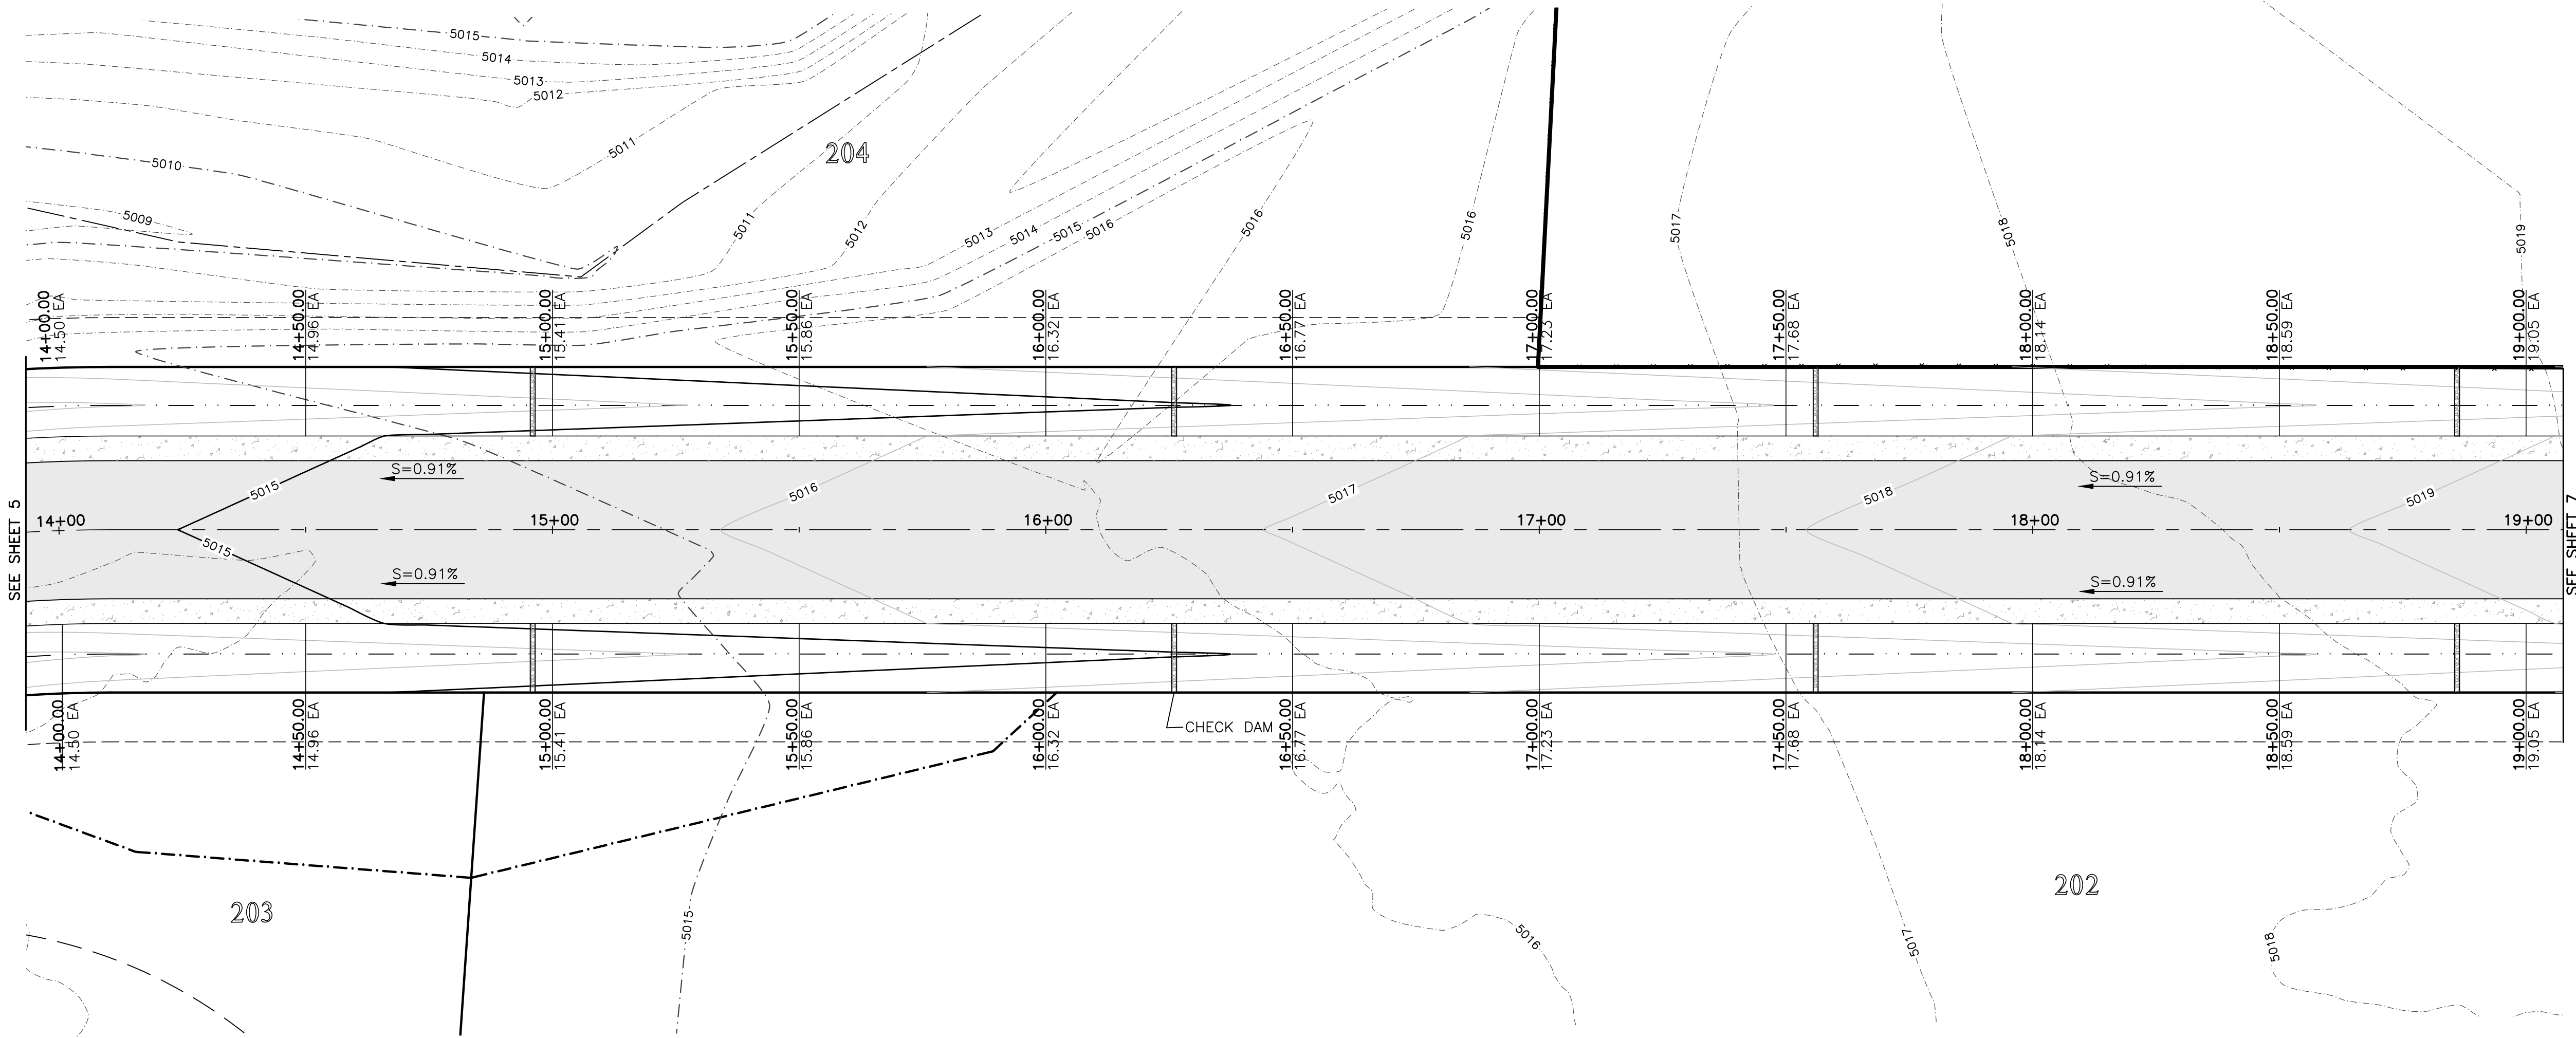 5015
5014
5013
5012
5011
5010
5009
204
5011
5012
5013
5014
5015
5016
5016
5016
5017
5018
5019
14+00.00
14.50 EA
14+50.00
14.96 EA
15+00.00
15.41 EA
15+50.00
15.86 EA
16+00.00
16.32 EA
16+50.00
16.77 EA
17+00.00
17.23 EA
17+50.00
17.68 EA
18+00.00
18.14 EA
18+50.00
18.59 EA
19+00.00
19.05 EA
S=0.91%
S=0.91%
5015
5016
5017
5018
5019
SEE SHEET 5
14+00
15+00
16+00
17+00
18+00
19+00
SEE SHEET 7
5015
S=0.91%
S=0.91%
14+00.00
14.50 EA
14+50.00
14.96 EA
15+00.00
15.41 EA
15+50.00
15.86 EA
16+00.00
16.32 EA
CHECK DAM
16+50.00
16.77 EA
17+00.00
17.23 EA
17+50.00
17.68 EA
18+00.00
18.14 EA
18+50.00
18.59 EA
19+00.00
19.05 EA
203
202
5015
5016
5017
5018